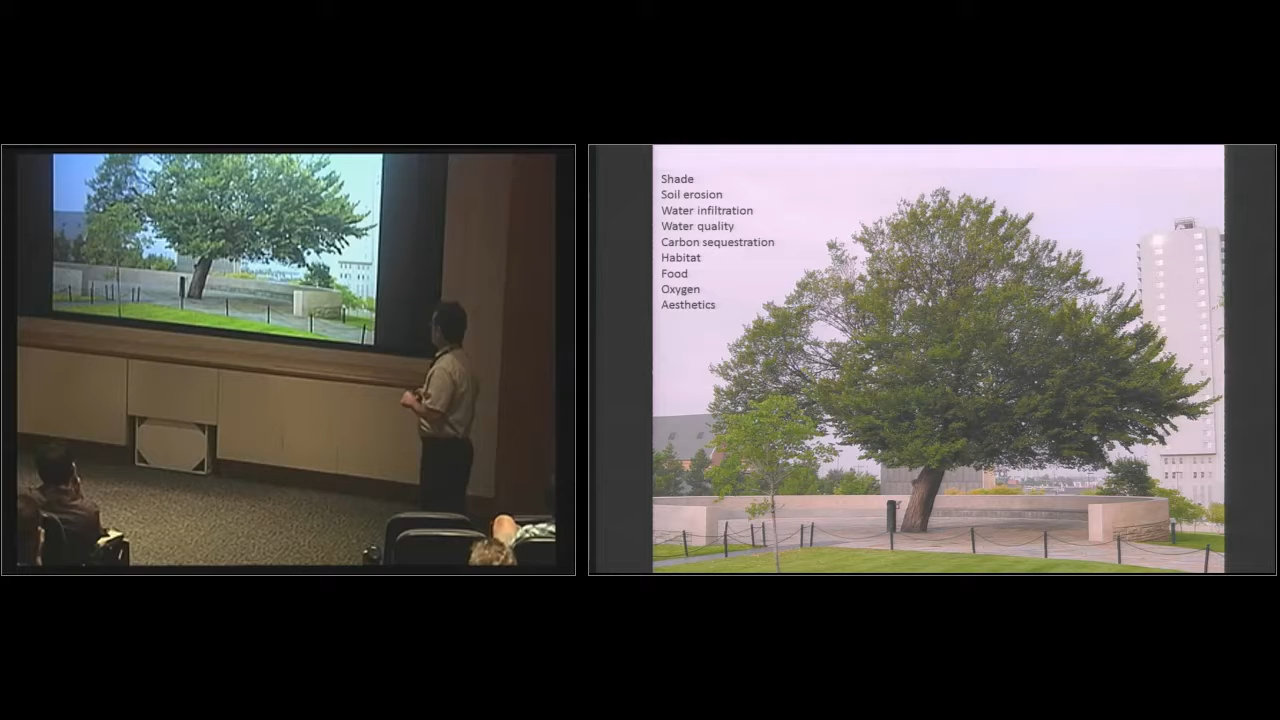 Shade
Soil erosion
Water infiltration
Water quality
Carbon sequestration
Habitat
Food
Oxygen
Aesthetics